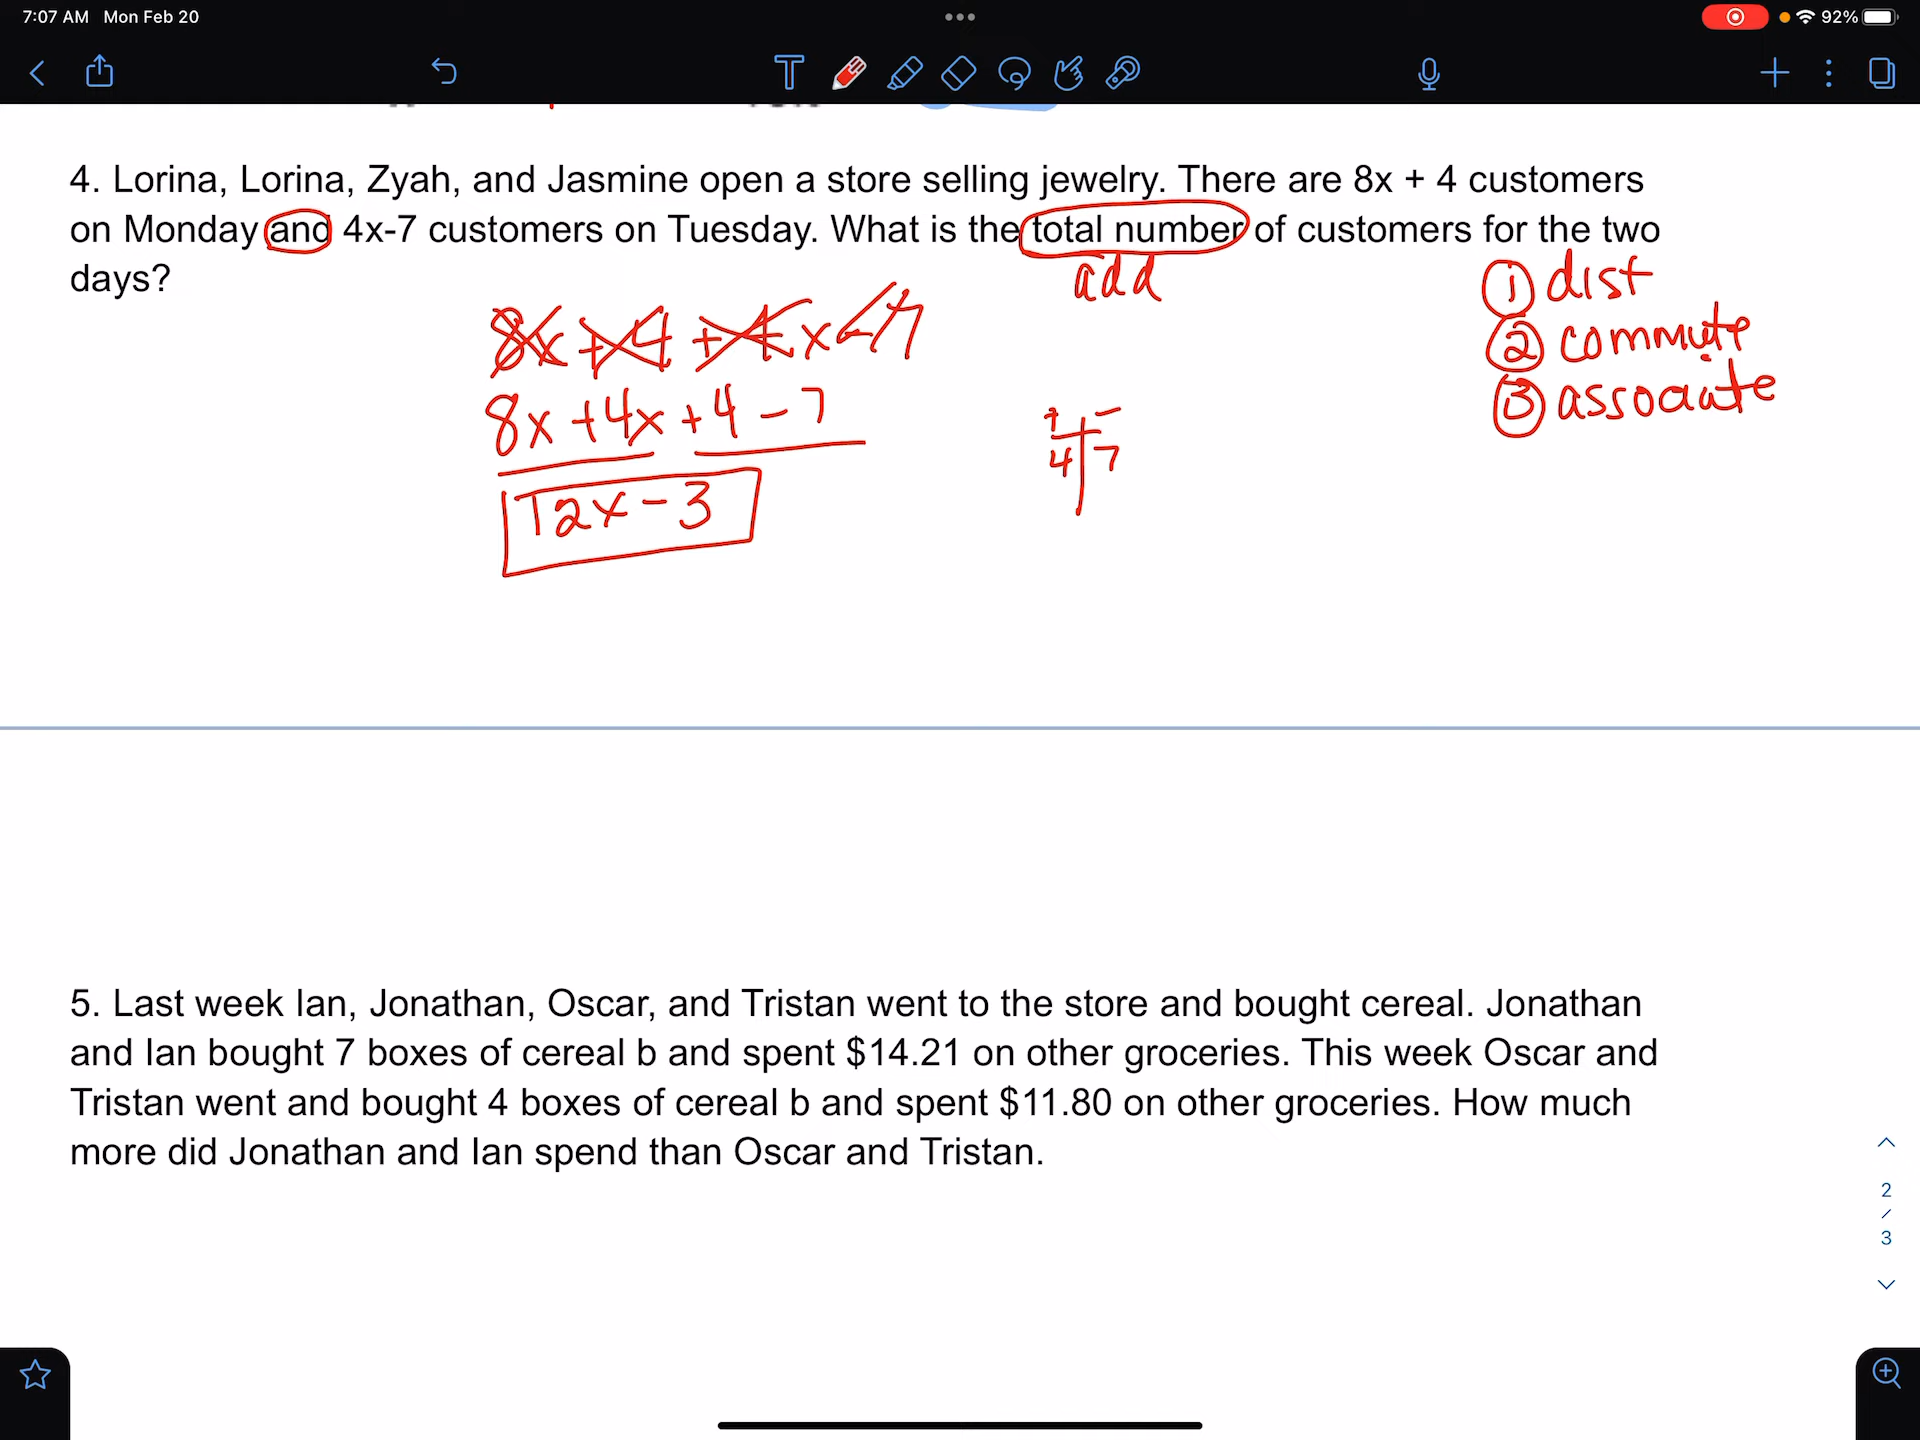 7:07 AM Mon Feb 20
92%
4. Lorina, Lorina, Zyah, and Jasmine open a store selling jewelry. There are 8x + 4 customers
on Monday and 4x-7 customers on Tuesday. What is the total number of customers for the two
days?
add
① dist
② commute
③ associate
8x + 4 + 4x - 7
8x + 4x + 4 - 7
+ -
4 7
12x - 3
5. Last week Ian, Jonathan, Oscar, and Tristan went to the store and bought cereal. Jonathan
and Ian bought 7 boxes of cereal b and spent $14.21 on other groceries. This week Oscar and
Tristan went and bought 4 boxes of cereal b and spent $11.80 on other groceries. How much
more did Jonathan and Ian spend than Oscar and Tristan.
2
/
3